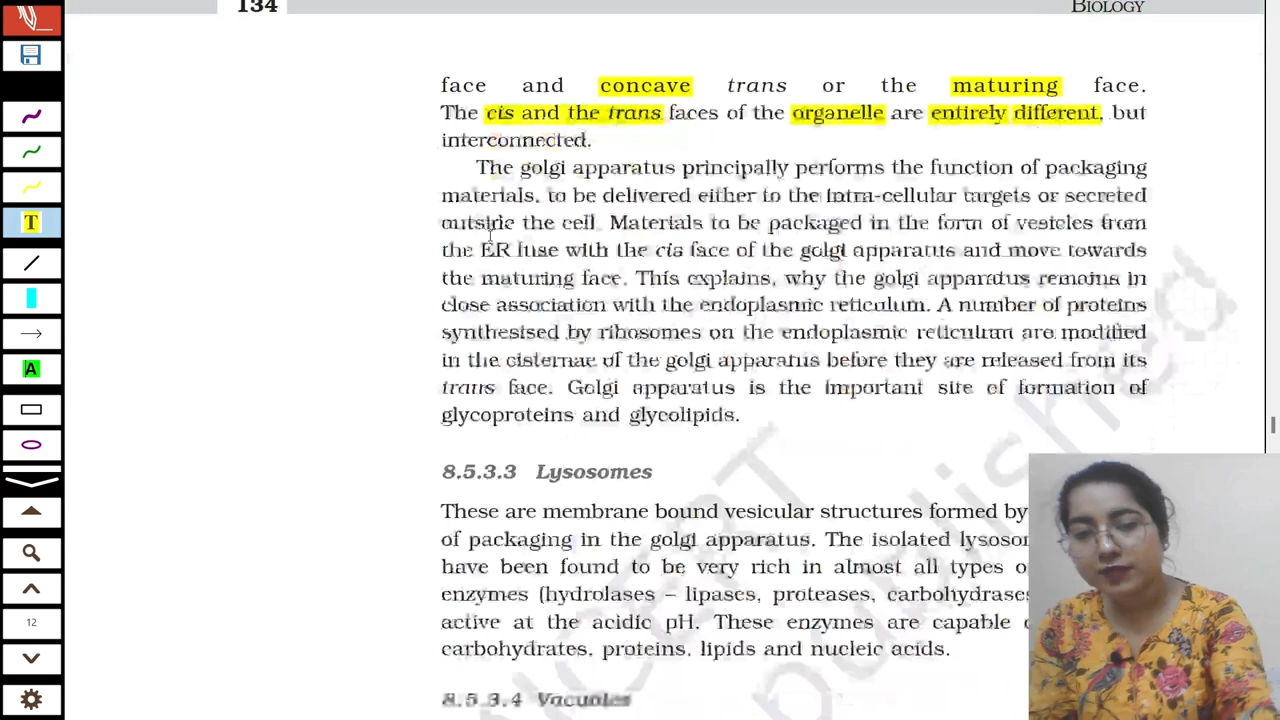 134
BIOLOGY
face and concave trans or the maturing face.
The cis and the trans faces of the organelle are entirely different, but
interconnected.
The golgi apparatus principally performs the function of packaging
materials, to be delivered either to the intra-cellular targets or secreted
outside the cell. Materials to be packaged in the form of vesicles from
the ER fuse with the cis face of the golgi apparatus and move towards
the maturing face. This explains, why the golgi apparatus remains in
close association with the endoplasmic reticulum. A number of proteins
synthesised by ribosomes on the endoplasmic reticulum are modified
in the cisternae of the golgi apparatus before they are released from its
trans face. Golgi apparatus is the important site of formation of
glycoproteins and glycolipids.
8.5.3.3 Lysosomes
These are membrane bound vesicular structures formed by
of packaging in the golgi apparatus. The isolated
have been found to be very rich in almost all types
enzymes (hydrolases – lipases, proteases, carbohydrases
active at the acidic pH. These enzymes are capable
carbohydrates, proteins, lipids and nucleic acids.
8.5.3.4 Vacuoles
T
A
12
NCERT